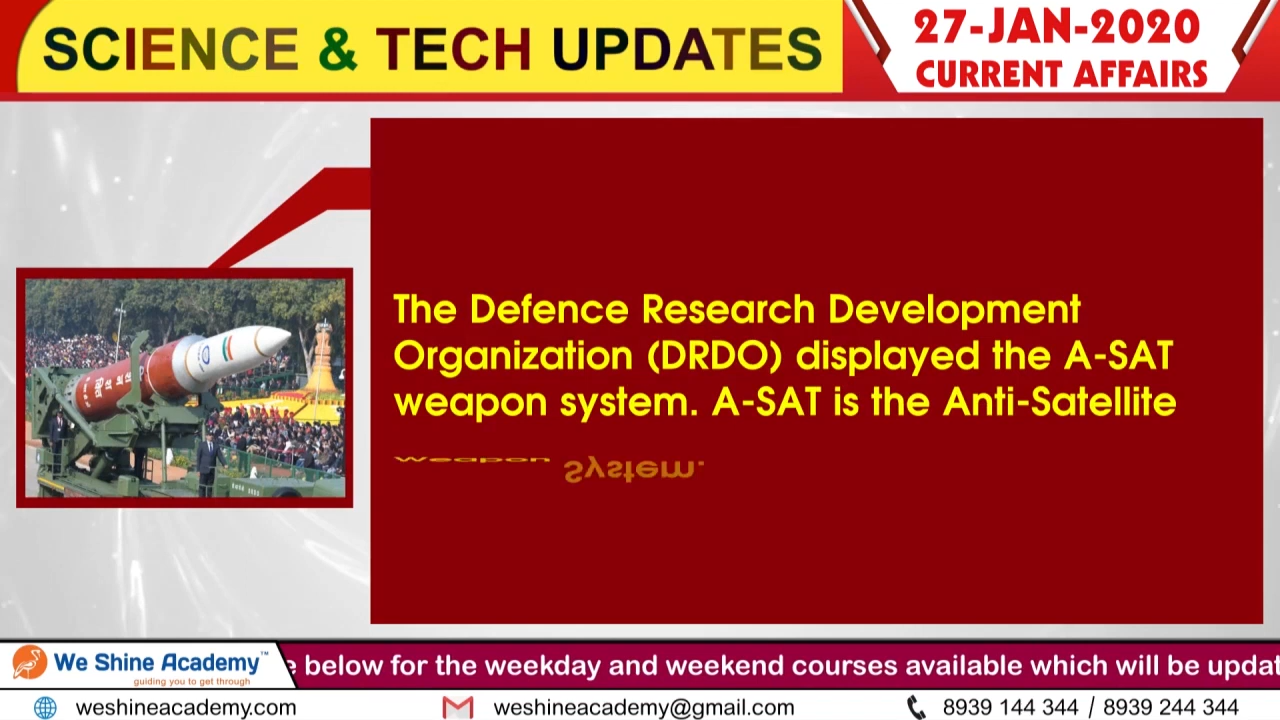 SCIENCE & TECH UPDATES
27-JAN-2020
CURRENT AFFAIRS
The Defence Research Development
Organization (DRDO) displayed the A-SAT
weapon system. A-SAT is the Anti-Satellite
Weapon System.
We Shine Academy™
guiding you to get through
e below for the weekday and weekend courses available which will be updat
weshineacademy.com
weshineacademy@gmail.com
8939 144 344 / 8939 244 344